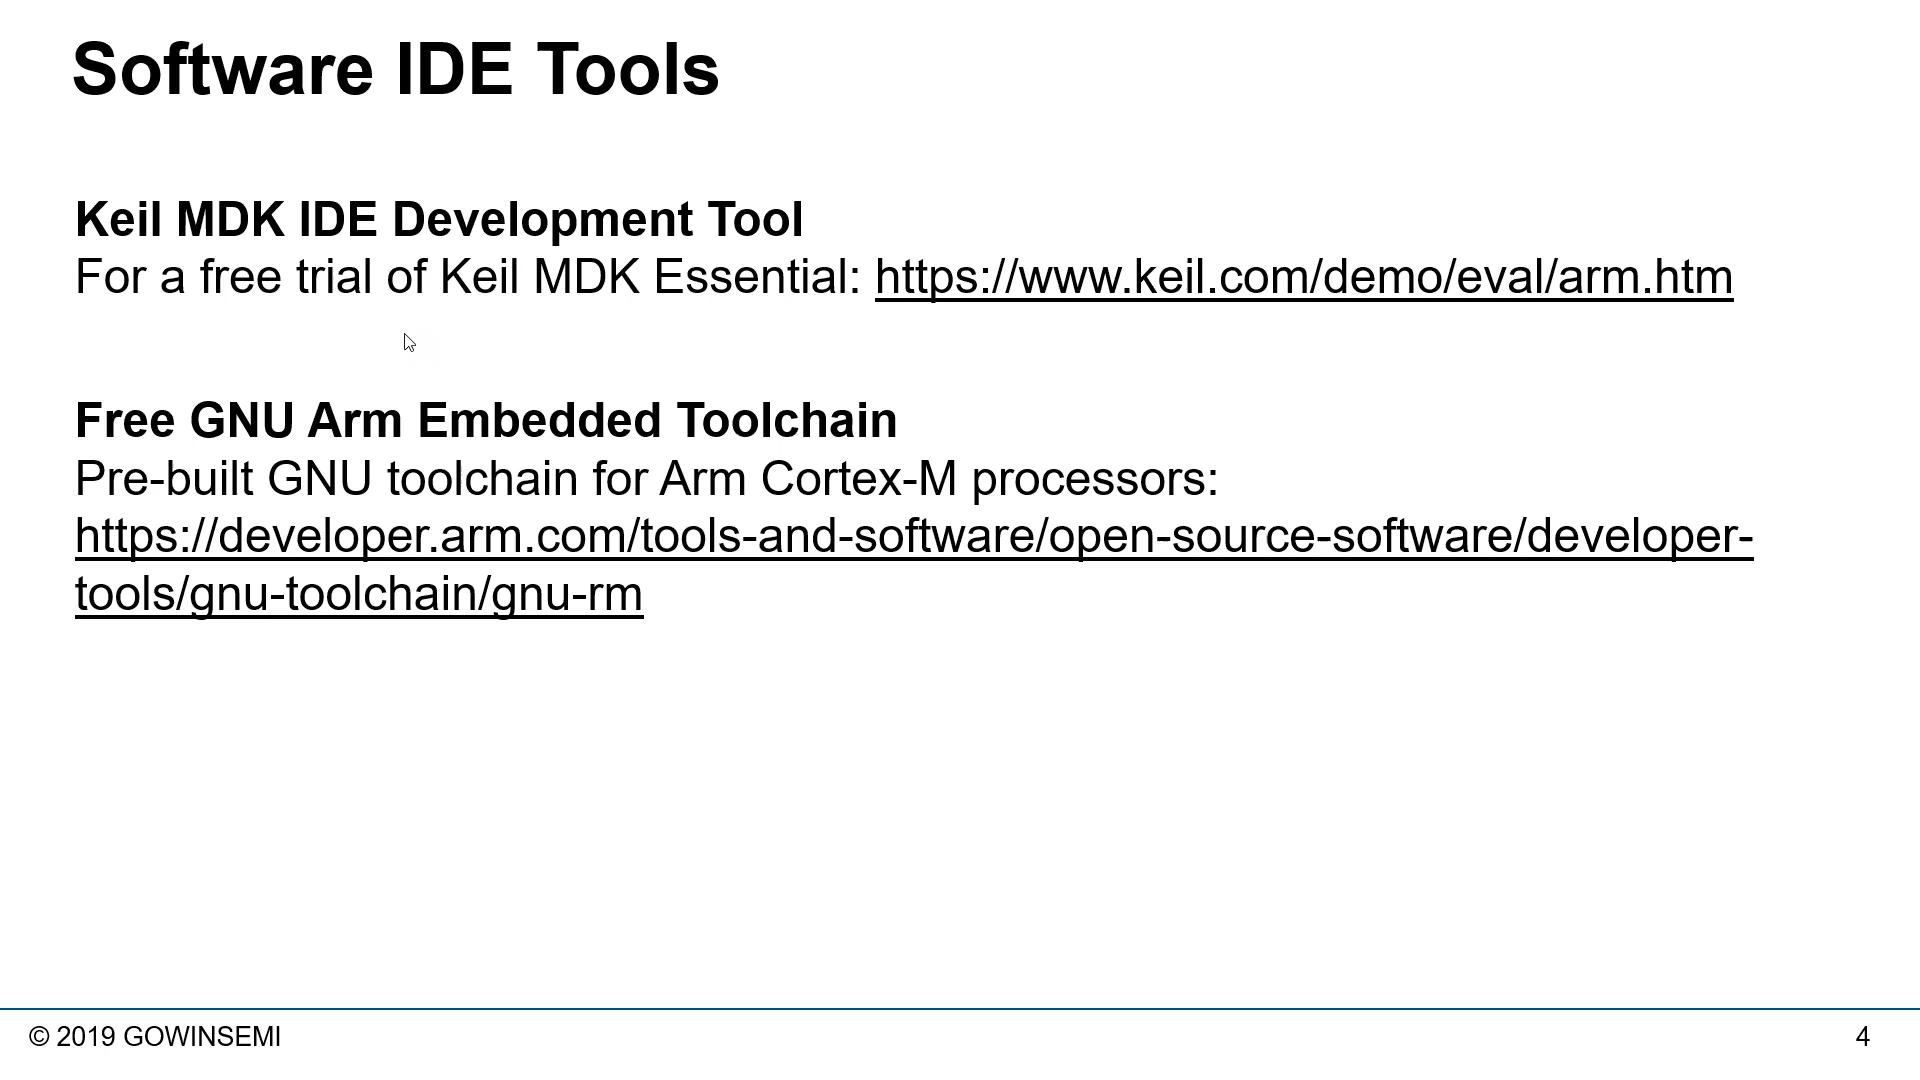 Software IDE Tools
Keil MDK IDE Development Tool
For a free trial of Keil MDK Essential: https://www.keil.com/demo/eval/arm.htm
Free GNU Arm Embedded Toolchain
Pre-built GNU toolchain for Arm Cortex-M processors:
https://developer.arm.com/tools-and-software/open-source-software/developer-
tools/gnu-toolchain/gnu-rm
© 2019 GOWINSEMI
4